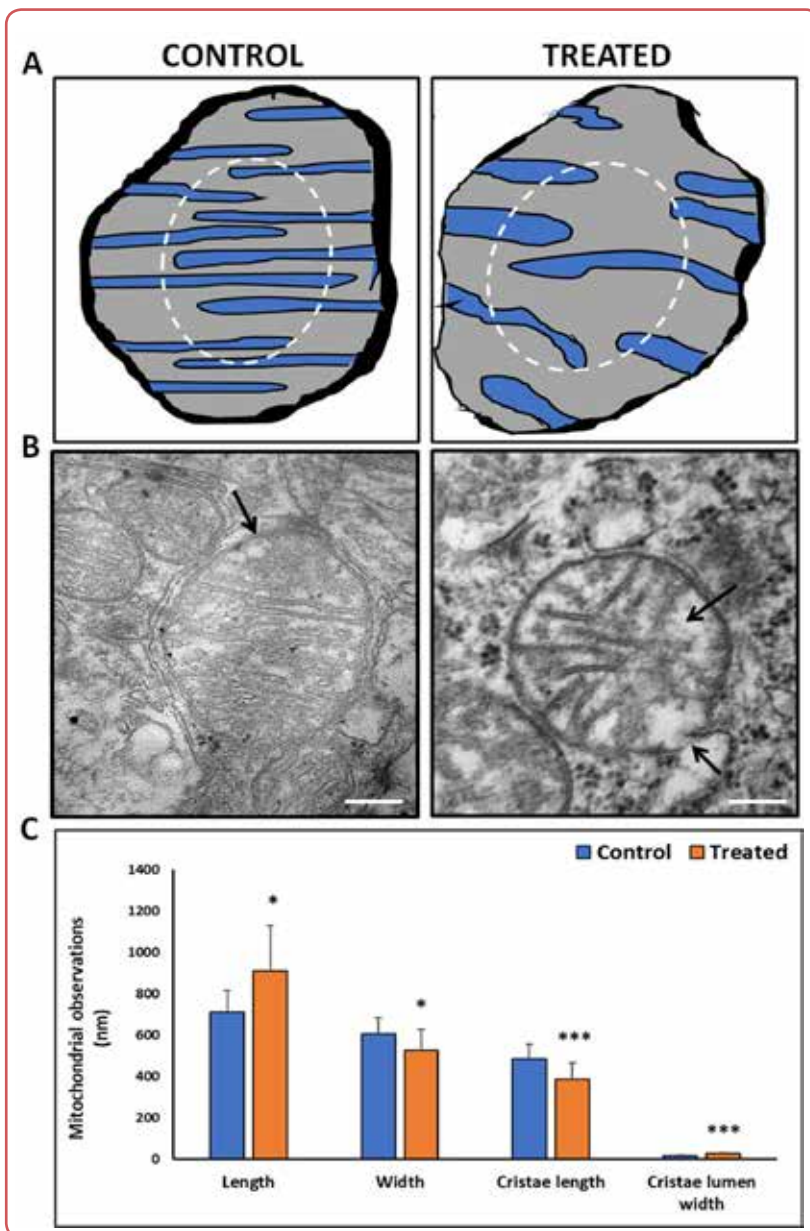 CONTROL
TREATED
A
B
C
Control
Treated
Mitochondrial observations
(nm)
1400
1200
1000
800
600
400
200
0
*
*
***
***
Length
Width
Cristae length
Cristae lumen
width